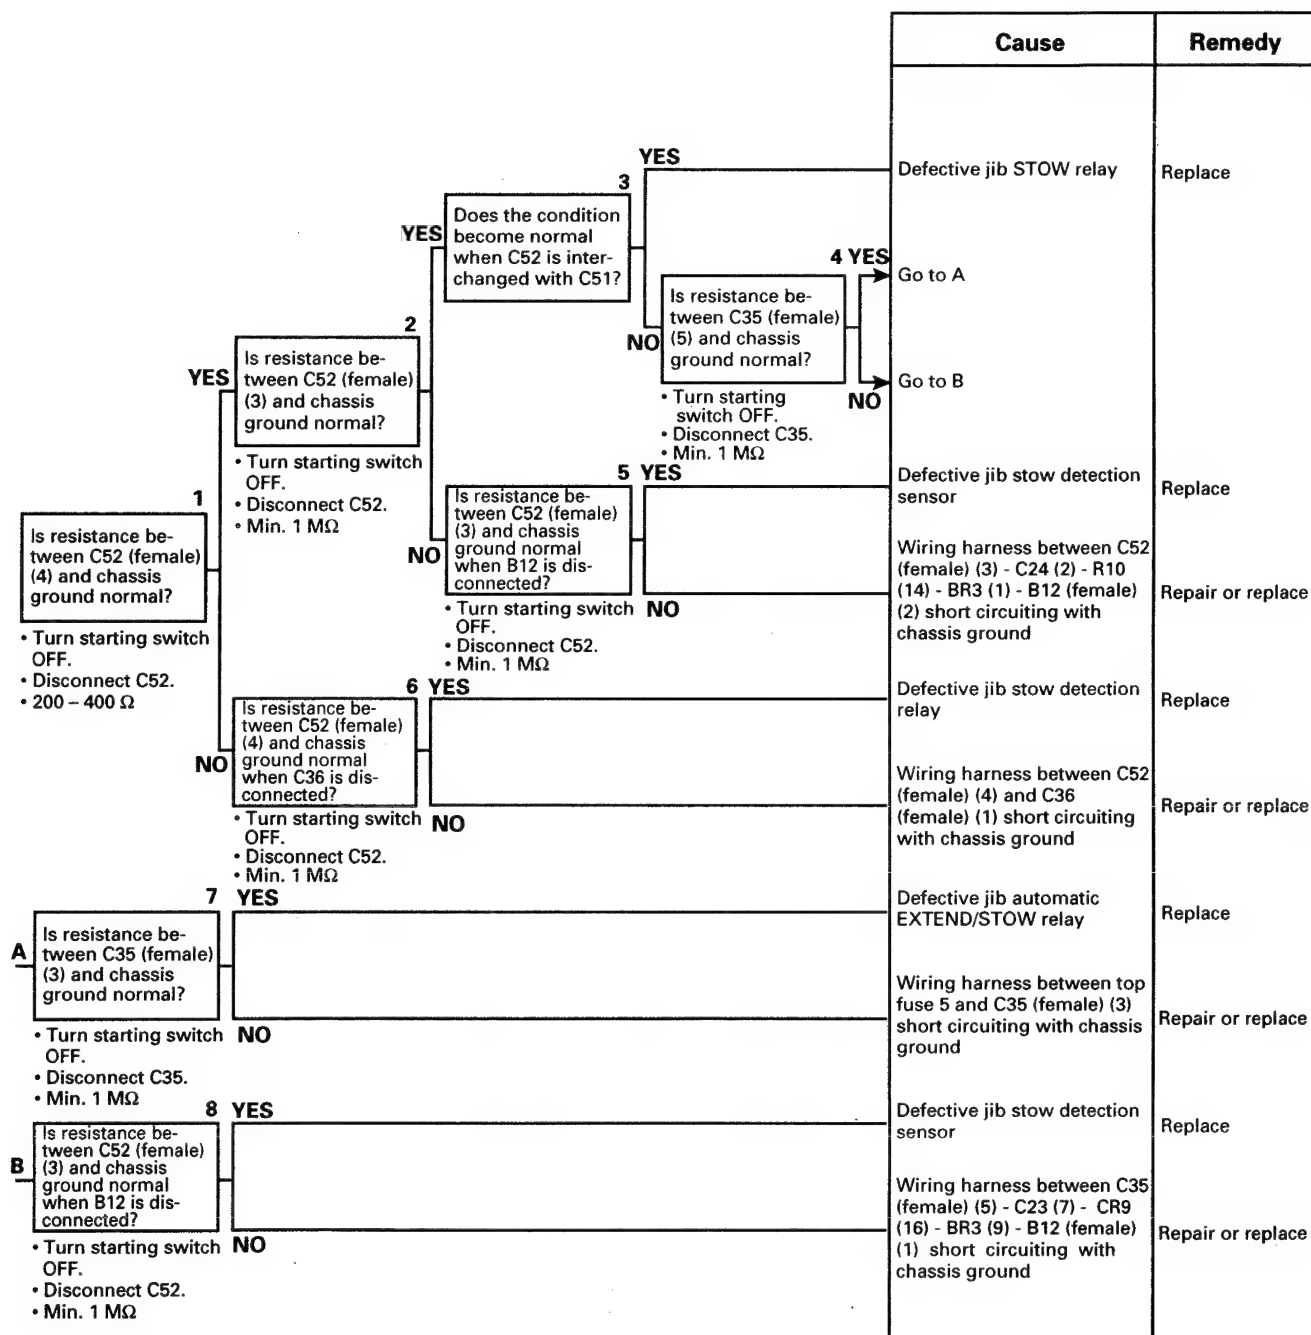 Cause
Remedy
YES
Defective jib STOW relay
Replace
3
Does the condition
become normal
when C52 is inter-
changed with C51?
YES
4 YES
Go to A
Is resistance be-
tween C35 (female)
(5) and chassis
ground normal?
NO
Go to B
NO
• Turn starting
switch OFF.
• Disconnect C35.
• Min. 1 MΩ
2
Is resistance be-
tween C52 (female)
(3) and chassis
ground normal?
YES
• Turn starting switch
OFF.
• Disconnect C52.
• Min. 1 MΩ
5 YES
Defective jib stow detection
sensor
Replace
Is resistance be-
tween C52 (female)
(3) and chassis
ground normal
when B12 is dis-
connected?
NO
• Turn starting switch
OFF.
• Disconnect C52.
• Min. 1 MΩ
NO
Wiring harness between C52
(female) (3) - C24 (2) - R10
(14) - BR3 (1) - B12 (female)
(2) short circuiting with
chassis ground
Repair or replace
1
Is resistance be-
tween C52 (female)
(4) and chassis
ground normal?
• Turn starting switch
OFF.
• Disconnect C52.
• 200 – 400 Ω
6 YES
Defective jib stow detection
relay
Replace
Is resistance be-
tween C52 (female)
(4) and chassis
ground normal
when C36 is dis-
connected?
NO
• Turn starting switch
OFF.
• Disconnect C52.
• Min. 1 MΩ
NO
Wiring harness between C52
(female) (4) and C36
(female) (1) short circuiting
with chassis ground
Repair or replace
7 YES
Defective jib automatic
EXTEND/STOW relay
Replace
A
Is resistance be-
tween C35 (female)
(3) and chassis
ground normal?
• Turn starting switch
OFF.
• Disconnect C35.
• Min. 1 MΩ
NO
Wiring harness between top
fuse 5 and C35 (female) (3)
short circuiting with chassis
ground
Repair or replace
8 YES
Defective jib stow detection
sensor
Replace
B
Is resistance be-
tween C52 (female)
(3) and chassis
ground normal
when B12 is dis-
connected?
• Turn starting switch
OFF.
• Disconnect C52.
• Min. 1 MΩ
NO
Wiring harness between C35
(female) (5) - C23 (7) - CR9
(16) - BR3 (9) - B12 (female)
(1) short circuiting with
chassis ground
Repair or replace